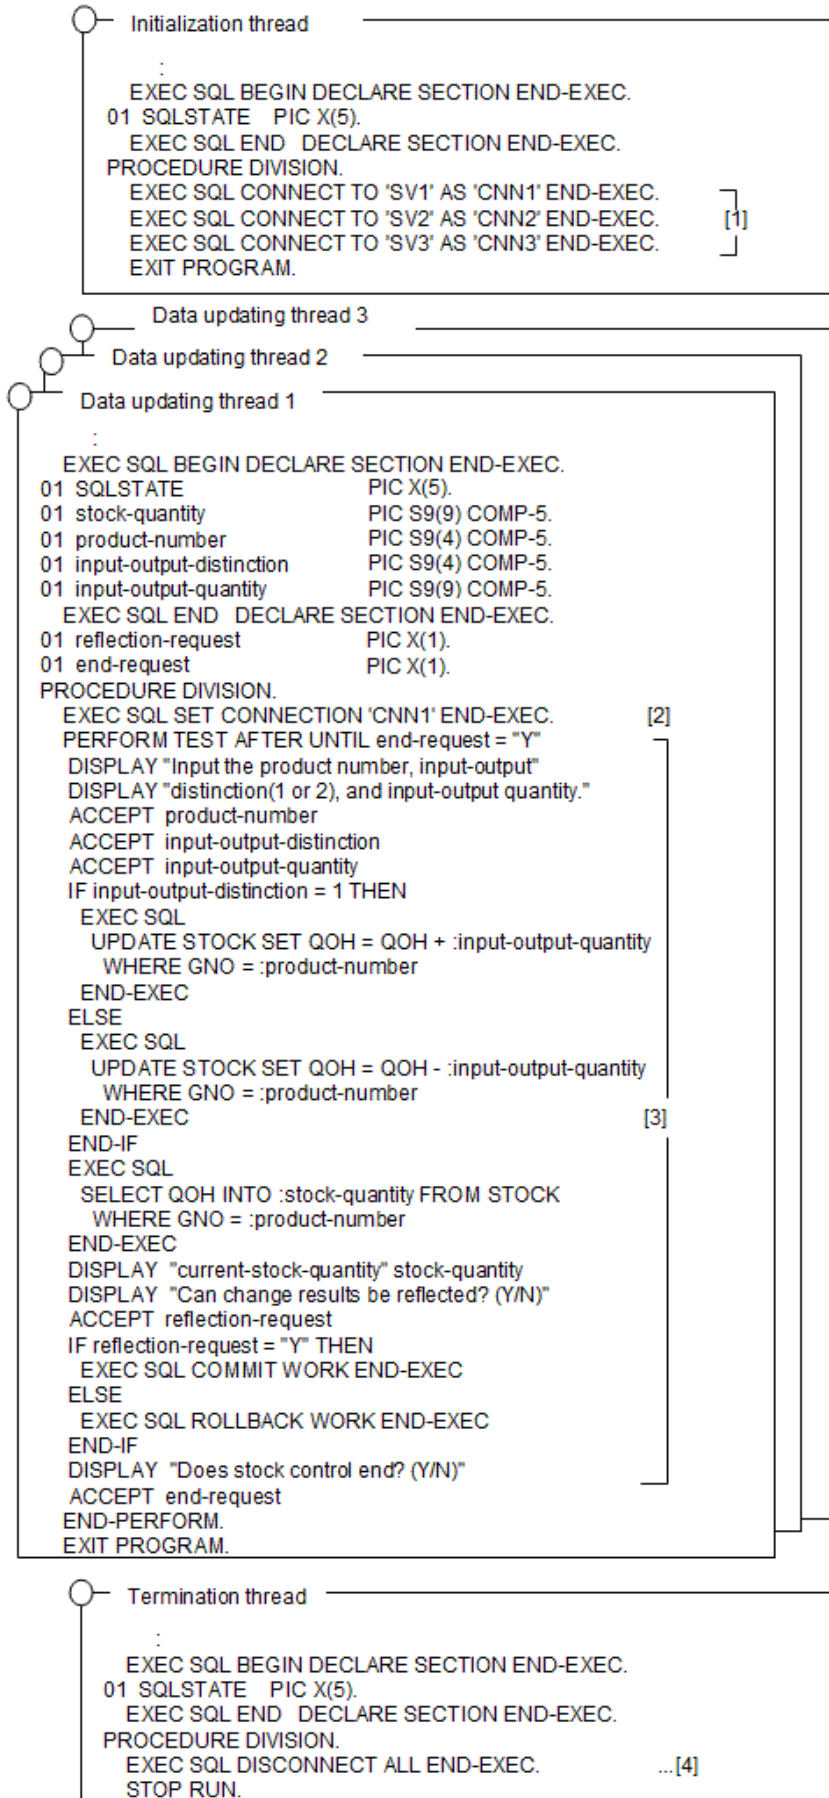 Initialization thread
:
EXEC SQL BEGIN DECLARE SECTION END-EXEC.
01 SQLSTATE PIC X(5).
EXEC SQL END DECLARE SECTION END-EXEC.
PROCEDURE DIVISION.
EXEC SQL CONNECT TO 'SV1' AS 'CNN1' END-EXEC.
EXEC SQL CONNECT TO 'SV2' AS 'CNN2' END-EXEC. [1]
EXEC SQL CONNECT TO 'SV3' AS 'CNN3' END-EXEC.
EXIT PROGRAM.
Data updating thread 3
Data updating thread 2
Data updating thread 1
:
EXEC SQL BEGIN DECLARE SECTION END-EXEC.
01 SQLSTATE PIC X(5).
01 stock-quantity PIC S9(9) COMP-5.
01 product-number PIC S9(4) COMP-5.
01 input-output-distinction PIC S9(4) COMP-5.
01 input-output-quantity PIC S9(9) COMP-5.
EXEC SQL END DECLARE SECTION END-EXEC.
01 reflection-request PIC X(1).
01 end-request PIC X(1).
PROCEDURE DIVISION.
EXEC SQL SET CONNECTION 'CNN1' END-EXEC. [2]
PERFORM TEST AFTER UNTIL end-request = "Y"
DISPLAY "Input the product number, input-output"
DISPLAY "distinction(1 or 2), and input-output quantity."
ACCEPT product-number
ACCEPT input-output-distinction
ACCEPT input-output-quantity
IF input-output-distinction = 1 THEN
EXEC SQL
UPDATE STOCK SET QOH = QOH + :input-output-quantity
WHERE GNO = :product-number
END-EXEC
ELSE
EXEC SQL
UPDATE STOCK SET QOH = QOH - :input-output-quantity
WHERE GNO = :product-number
END-EXEC [3]
END-IF
EXEC SQL
SELECT QOH INTO :stock-quantity FROM STOCK
WHERE GNO = :product-number
END-EXEC
DISPLAY "current-stock-quantity" stock-quantity
DISPLAY "Can change results be reflected? (Y/N)"
ACCEPT reflection-request
IF reflection-request = "Y" THEN
EXEC SQL COMMIT WORK END-EXEC
ELSE
EXEC SQL ROLLBACK WORK END-EXEC
END-IF
DISPLAY "Does stock control end? (Y/N)"
ACCEPT end-request
END-PERFORM.
EXIT PROGRAM.
Termination thread
:
EXEC SQL BEGIN DECLARE SECTION END-EXEC.
01 SQLSTATE PIC X(5).
EXEC SQL END DECLARE SECTION END-EXEC.
PROCEDURE DIVISION.
EXEC SQL DISCONNECT ALL END-EXEC. ...[4]
STOP RUN.